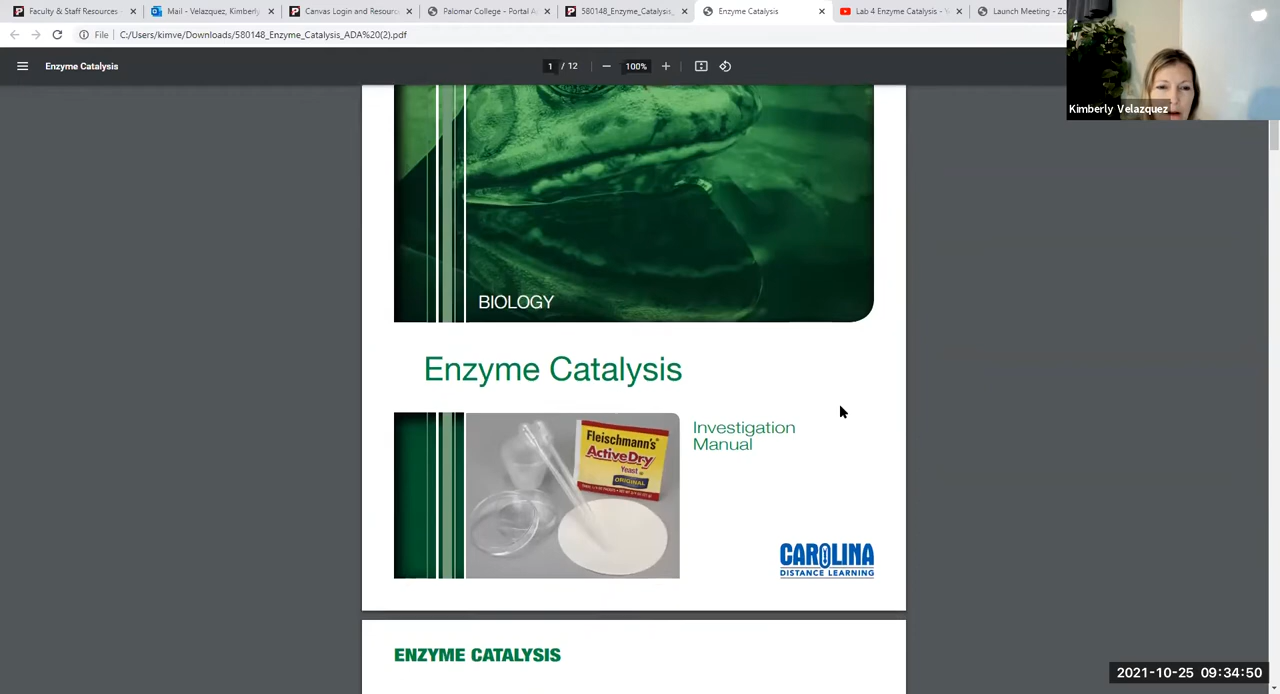 Faculty & Staff Resources
Mail - Velazquez, Kimberly
Canvas Login and Resourc
Palomar College - Portal A
580148_Enzyme_Catalysis_
Enzyme Catalysis
Lab 4 Enzyme Catalysis - Y
Launch Meeting - Zo
File
C:/Users/kimve/Downloads/580148_Enzyme_Catalysis_ADA%20(2).pdf
Enzyme Catalysis
1 / 12
100%
Kimberly Velazquez
BIOLOGY
Enzyme Catalysis
Fleischmann's
ActiveDry
Yeast
ORIGINAL
Investigation
Manual
CAROLINA
DISTANCE LEARNING
ENZYME CATALYSIS
2021-10-25 09:34:50